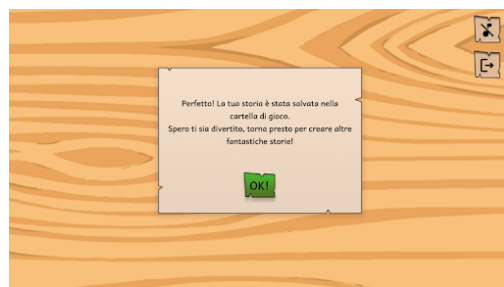 Perfetto! La tua storia è stata salvata nella
cartella di gioco.
Spero ti sia divertito, torna presto per creare altre
fantastiche storie!
OK!